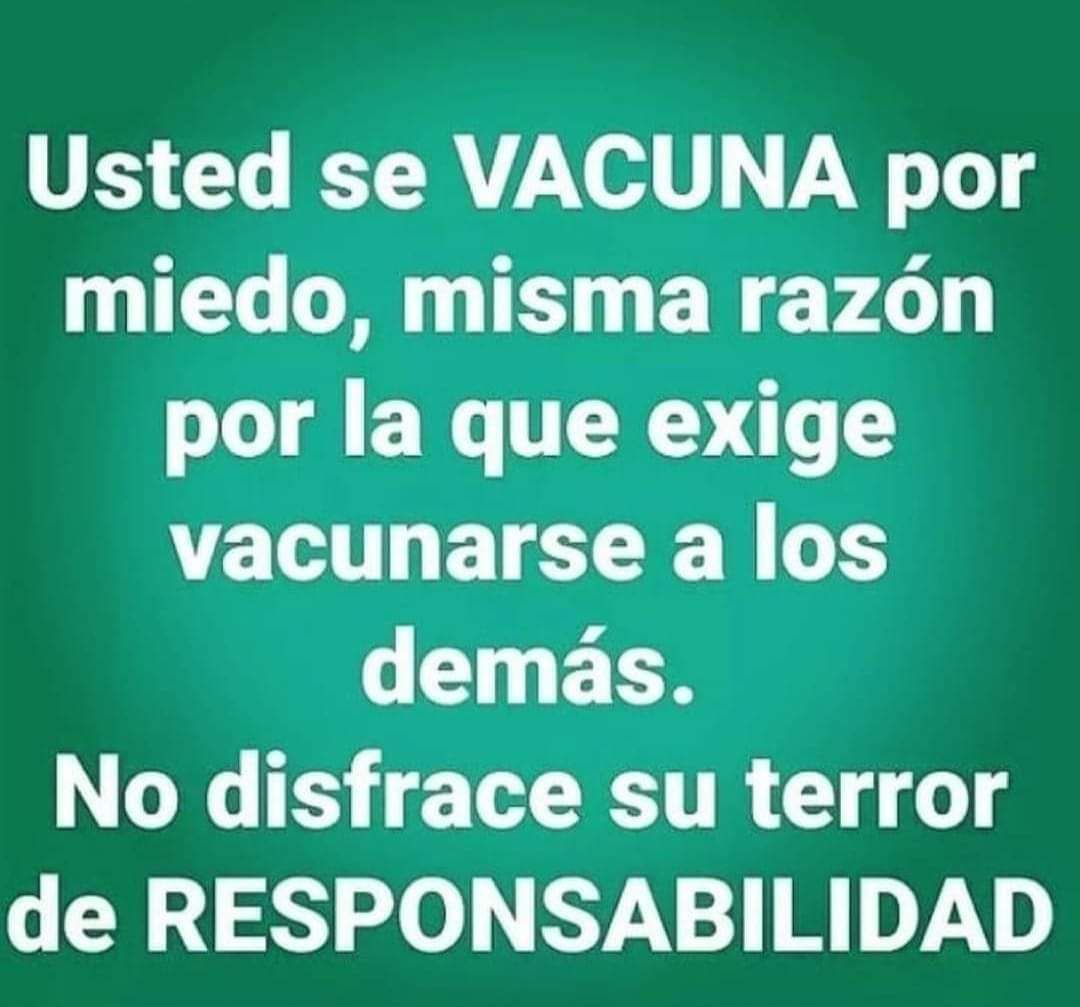 Usted se VACUNA por
miedo, misma razón
por la que exige
vacunarse a los
demás.
No disfrace su terror
de RESPONSABILIDAD